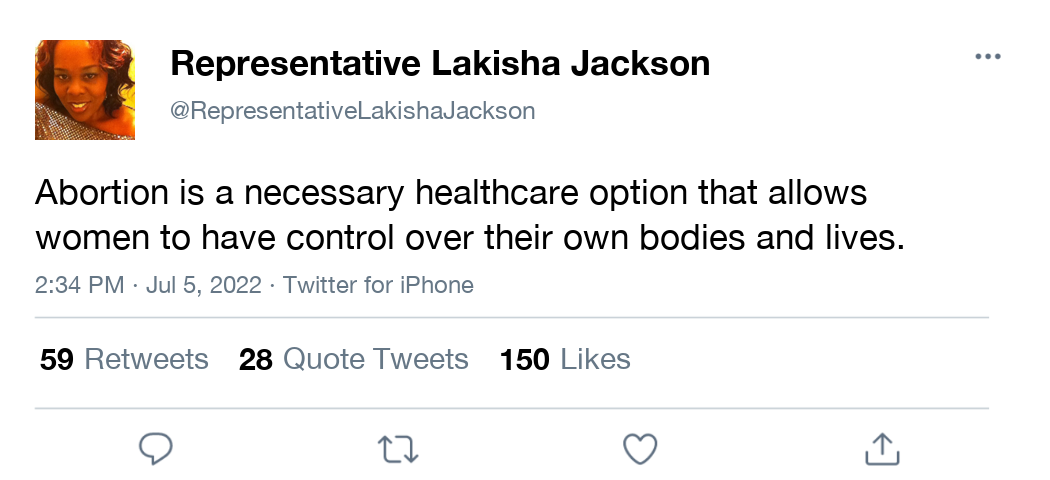 Representative Lakisha Jackson
@RepresentativeLakishaJackson
Abortion is a necessary healthcare option that allows
women to have control over their own bodies and lives.
2:34 PM · Jul 5, 2022 · Twitter for iPhone
59 Retweets 28 Quote Tweets 150 Likes